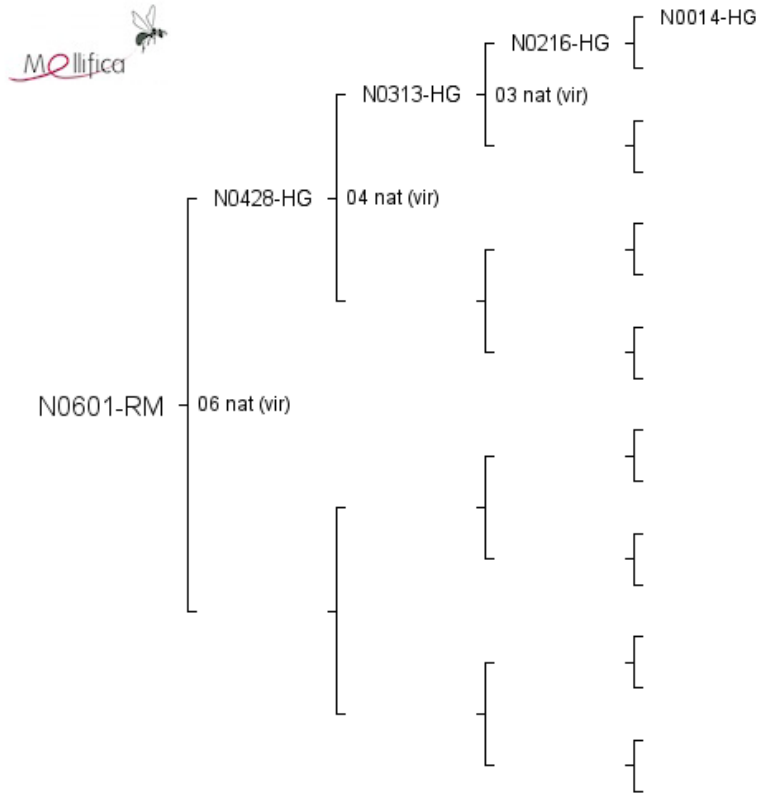 Mellifica
N0014-HG
N0216-HG
N0313-HG
03 nat (vir)
N0428-HG
04 nat (vir)
N0601-RM
06 nat (vir)